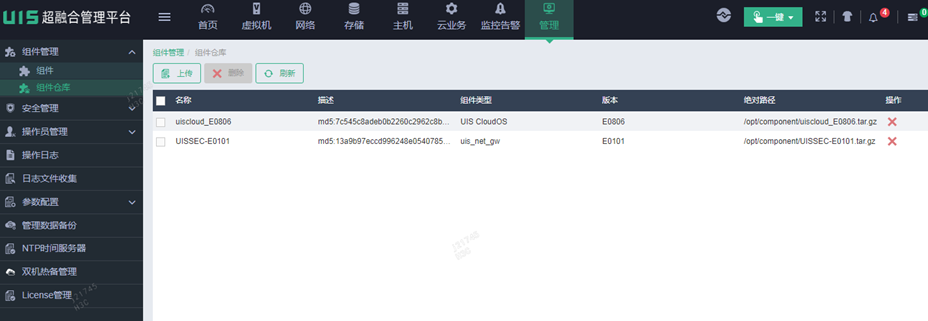 UIS 超融合管理平台
首页 虚拟机 网络 存储 主机 云业务 监控告警 管理
一键 4 0
组件管理
组件
组件仓库
安全管理
操作员管理
操作日志
日志文件收集
参数配置
管理数据备份
NTP时间服务器
双机热备管理
License管理
组件管理 / 组件仓库
上传 删除 刷新
名称 描述 组件类型 版本 绝对路径 操作
uiscloud_E0806 md5:7c545c8adeb0b2260c2962c8b... UIS CloudOS E0806 /opt/component/uiscloud_E0806.tar.gz
UISSEC-E0101 md5:13a9b97eccd996248e0540785... uis_net_gw E0101 /opt/component/UISSEC-E0101.tar.gz